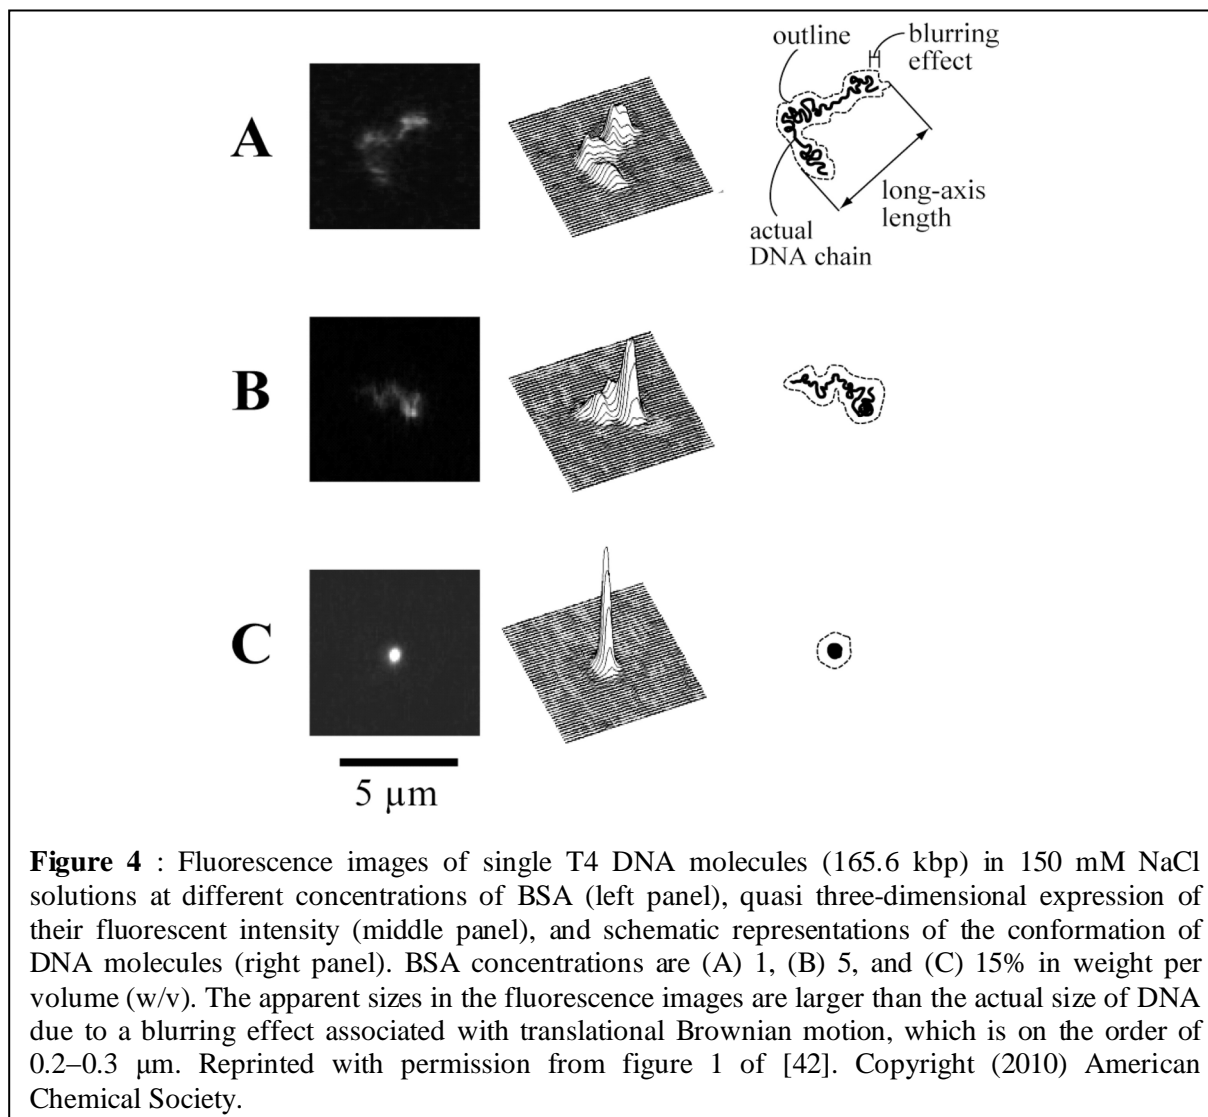 outline
blurring
effect
A
long-axis
length
actual
DNA chain
B
C
5 µm
Figure 4 : Fluorescence images of single T4 DNA molecules (165.6 kbp) in 150 mM NaCl
solutions at different concentrations of BSA (left panel), quasi three-dimensional expression of
their fluorescent intensity (middle panel), and schematic representations of the conformation of
DNA molecules (right panel). BSA concentrations are (A) 1, (B) 5, and (C) 15% in weight per
volume (w/v). The apparent sizes in the fluorescence images are larger than the actual size of DNA
due to a blurring effect associated with translational Brownian motion, which is on the order of
0.2–0.3 µm. Reprinted with permission from figure 1 of [42]. Copyright (2010) American
Chemical Society.